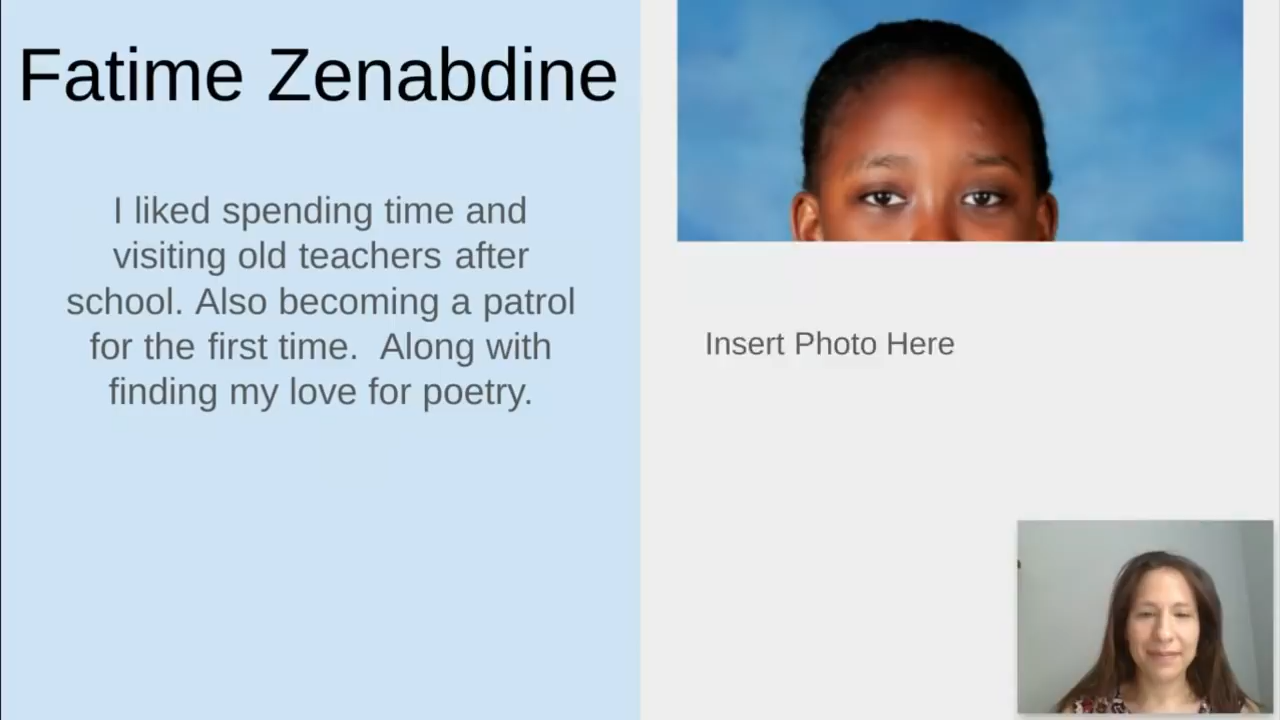 Fatime Zenabdine
I liked spending time and
visiting old teachers after
school. Also becoming a patrol
for the first time.  Along with
finding my love for poetry.
Insert Photo Here